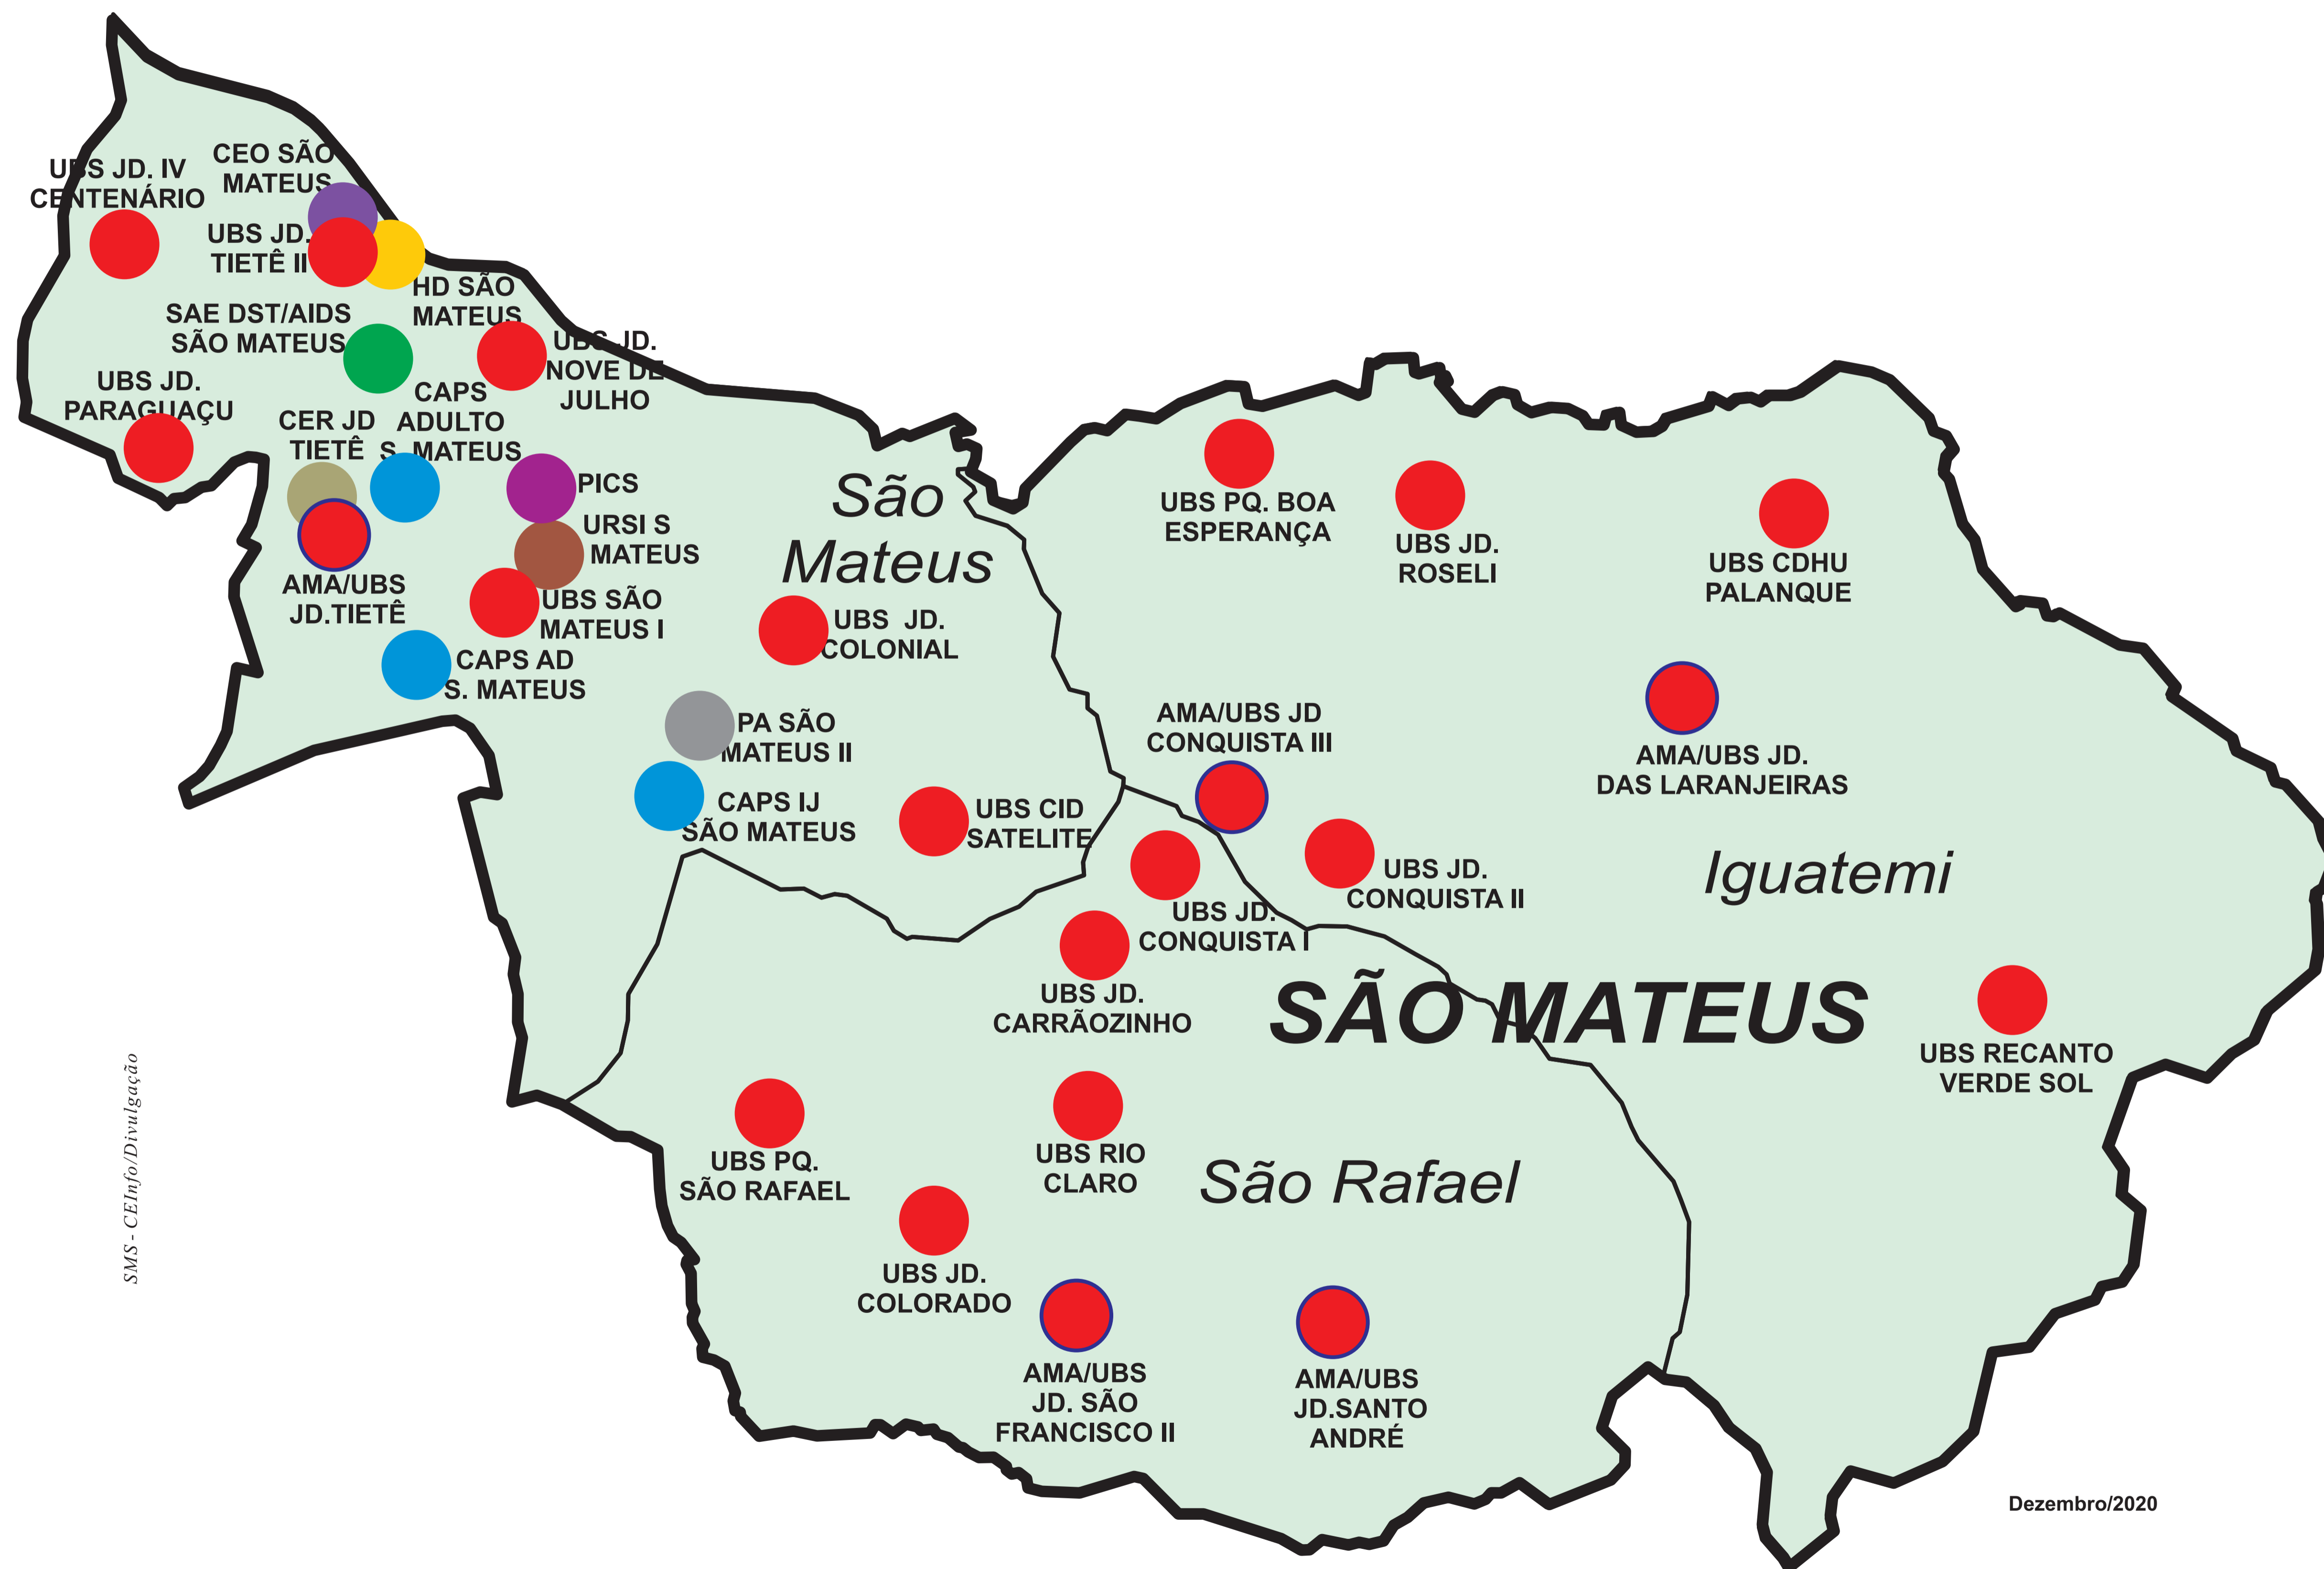 CEO SÃO
MATEUS
UBS JD. IV
CENTENÁRIO
UBS JD.
TIETÊ II
HD SÃO
MATEUS
SAE DST/AIDS
SÃO MATEUS
UBS JD.
NOVE DE
JULHO
UBS JD.
PARAGUAÇU
CAPS
ADULTO
S. MATEUS
CER JD
TIETÊ
PICS
URSI S
MATEUS
AMA/UBS
JD.TIETÊ
UBS SÃO
MATEUS I
CAPS AD
S. MATEUS
São
Mateus
UBS JD.
COLONIAL
PA SÃO
MATEUS II
CAPS IJ
SÃO MATEUS
UBS CID
SATELITE
UBS PQ. BOA
ESPERANÇA
UBS JD.
ROSELI
UBS CDHU
PALANQUE
AMA/UBS JD
CONQUISTA III
AMA/UBS JD.
DAS LARANJEIRAS
UBS JD.
CONQUISTA II
Iguatemi
UBS JD.
CONQUISTA I
UBS JD.
CARRÃOZINHO
SÃO MATEUS
UBS RECANTO
VERDE SOL
UBS PQ.
SÃO RAFAEL
UBS RIO
CLARO
São Rafael
UBS JD.
COLORADO
AMA/UBS
JD. SÃO
FRANCISCO II
AMA/UBS
JD.SANTO
ANDRÉ
SMS - CEInfo/Divulgação
Dezembro/2020